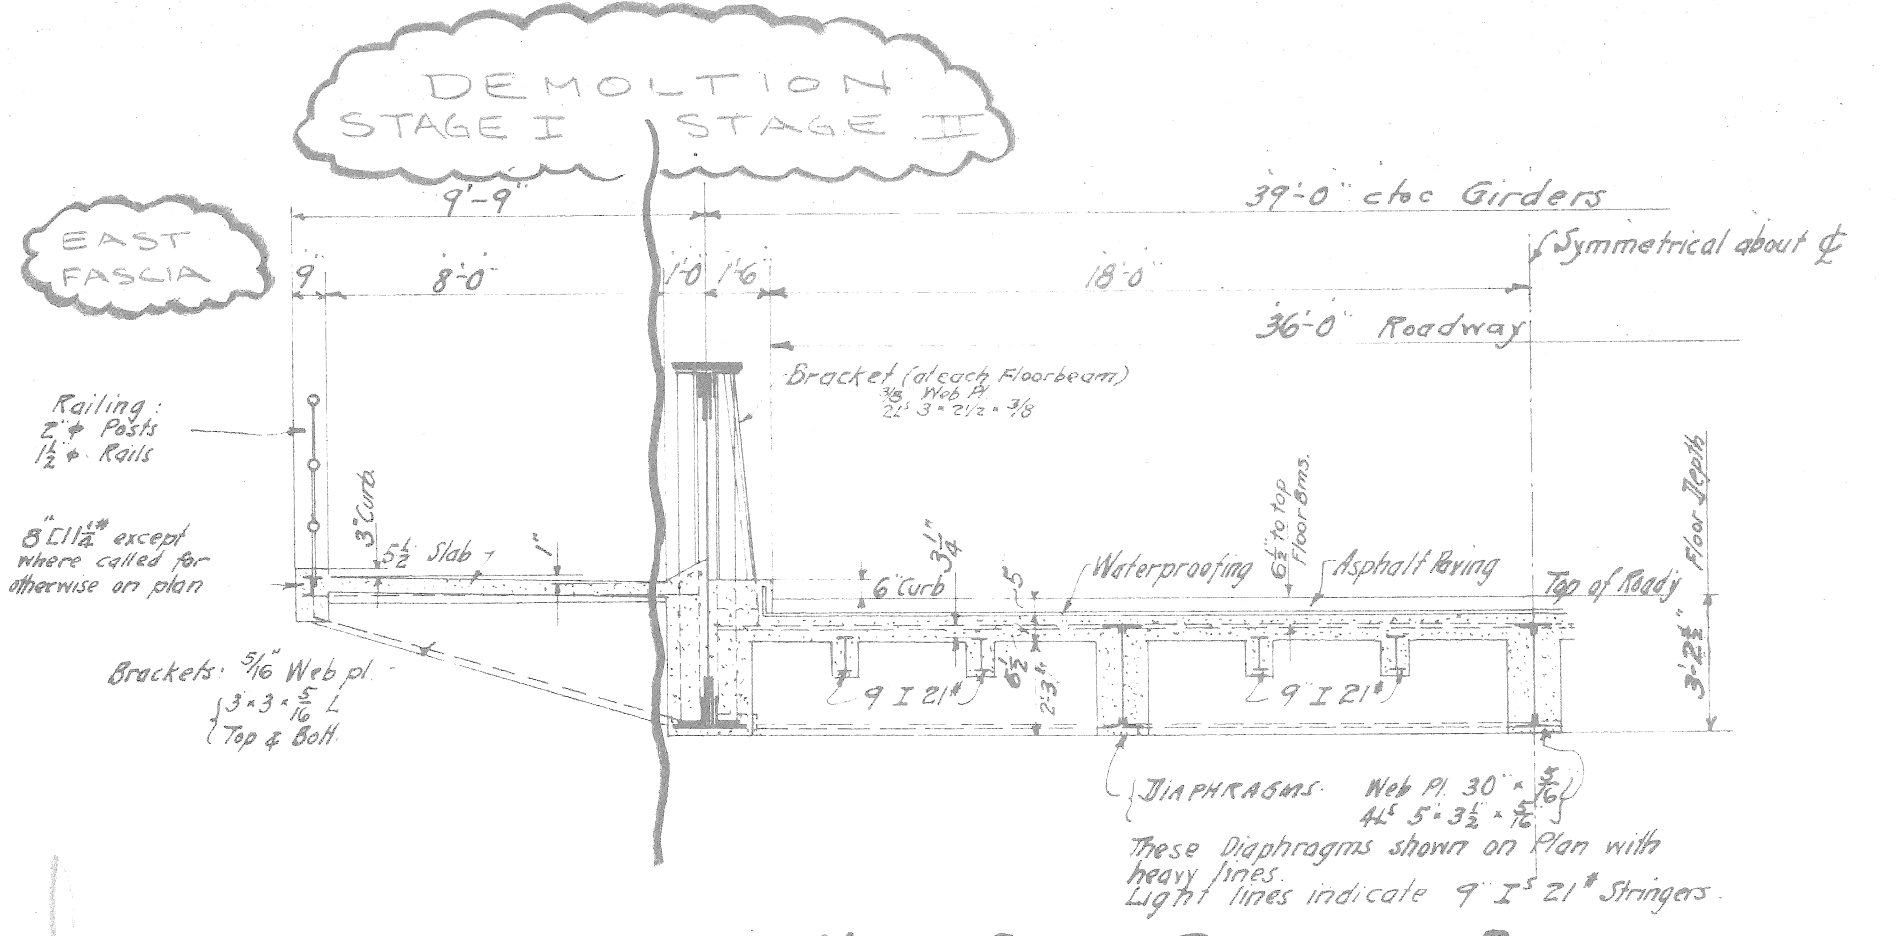 DEMOLTION
STAGE I STAGE II
9'-9"
39'-0" ctoc Girders
EAST
FASCIA
Symmetrical about ℄
9" 8'-0" 1'-0" 1'-6" 18'-0"
36'-0" Roadway
Bracket (at each Floorbeam)
3/8 Web Pl.
2Ls 3 × 2 1/2 × 3/8
Railing:
2"ϕ Posts
1 1/2"ϕ Rails
3" Curb
5 1/2" Slab
1"
8"[11 1/4# except
where called for
otherwise on plan
6" Curb
3 1/4"
5
Waterproofing
6 1/2" to top
Floor Bms.
Asphalt Paving
Top of Roady
Floor Depth
3'-2 1/2"
Brackets: 5/16" Web pl.
3 × 3 × 5/16 L
Top & Bott.
9" I 21#
6 1/2
2'-3"
9" I 21#
DIAPHRAGMS. Web Pl. 30" × 5/16
4Ls 5" × 3 1/2 × 5/16
These Diaphragms shown on Plan with
heavy lines.
Light lines indicate 9" Is 21# Stringers.